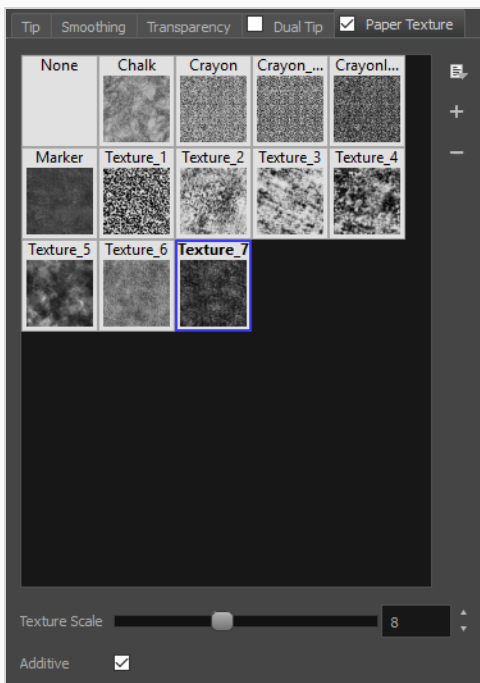 Tip Smoothing Transparency Dual Tip Paper Texture
None Chalk Crayon Crayon_... Crayonl...
Marker Texture_1 Texture_2 Texture_3 Texture_4
Texture_5 Texture_6 Texture_7
Texture Scale 8
Additive